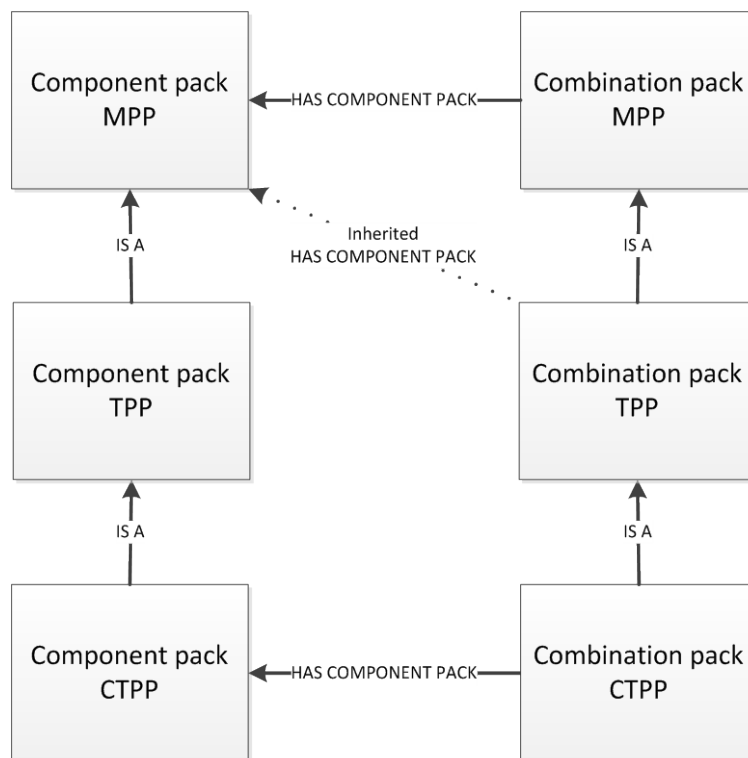 Component pack
MPP
HAS COMPONENT PACK
Combination pack
MPP
IS A
Inherited
HAS COMPONENT PACK
IS A
Component pack
TPP
Combination pack
TPP
IS A
IS A
Component pack
CTPP
HAS COMPONENT PACK
Combination pack
CTPP